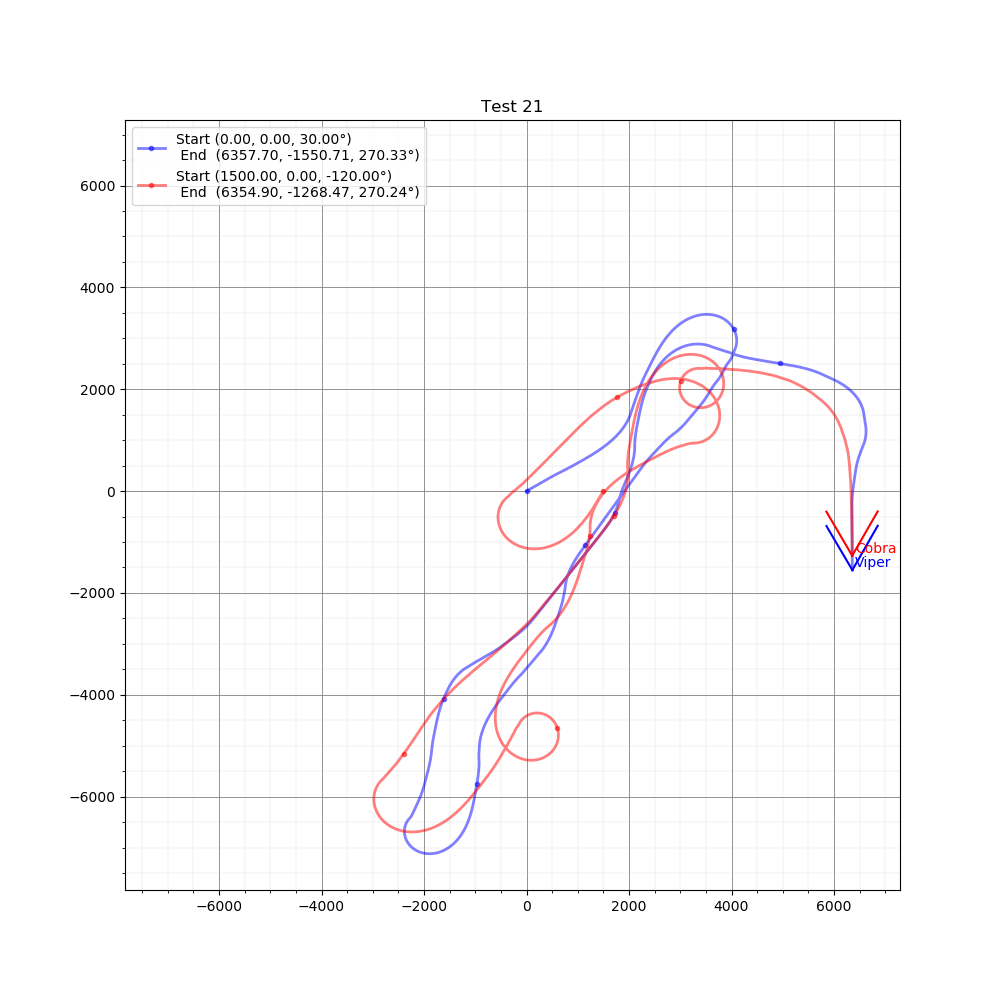 Test 21
Start (0.00, 0.00, 30.00°)
End (6357.70, -1550.71, 270.33°)
Start (1500.00, 0.00, -120.00°)
End (6354.90, -1268.47, 270.24°)
6000
4000
2000
0
−2000
−4000
−6000
Cobra
Viper
−6000 −4000 −2000 0 2000 4000 6000